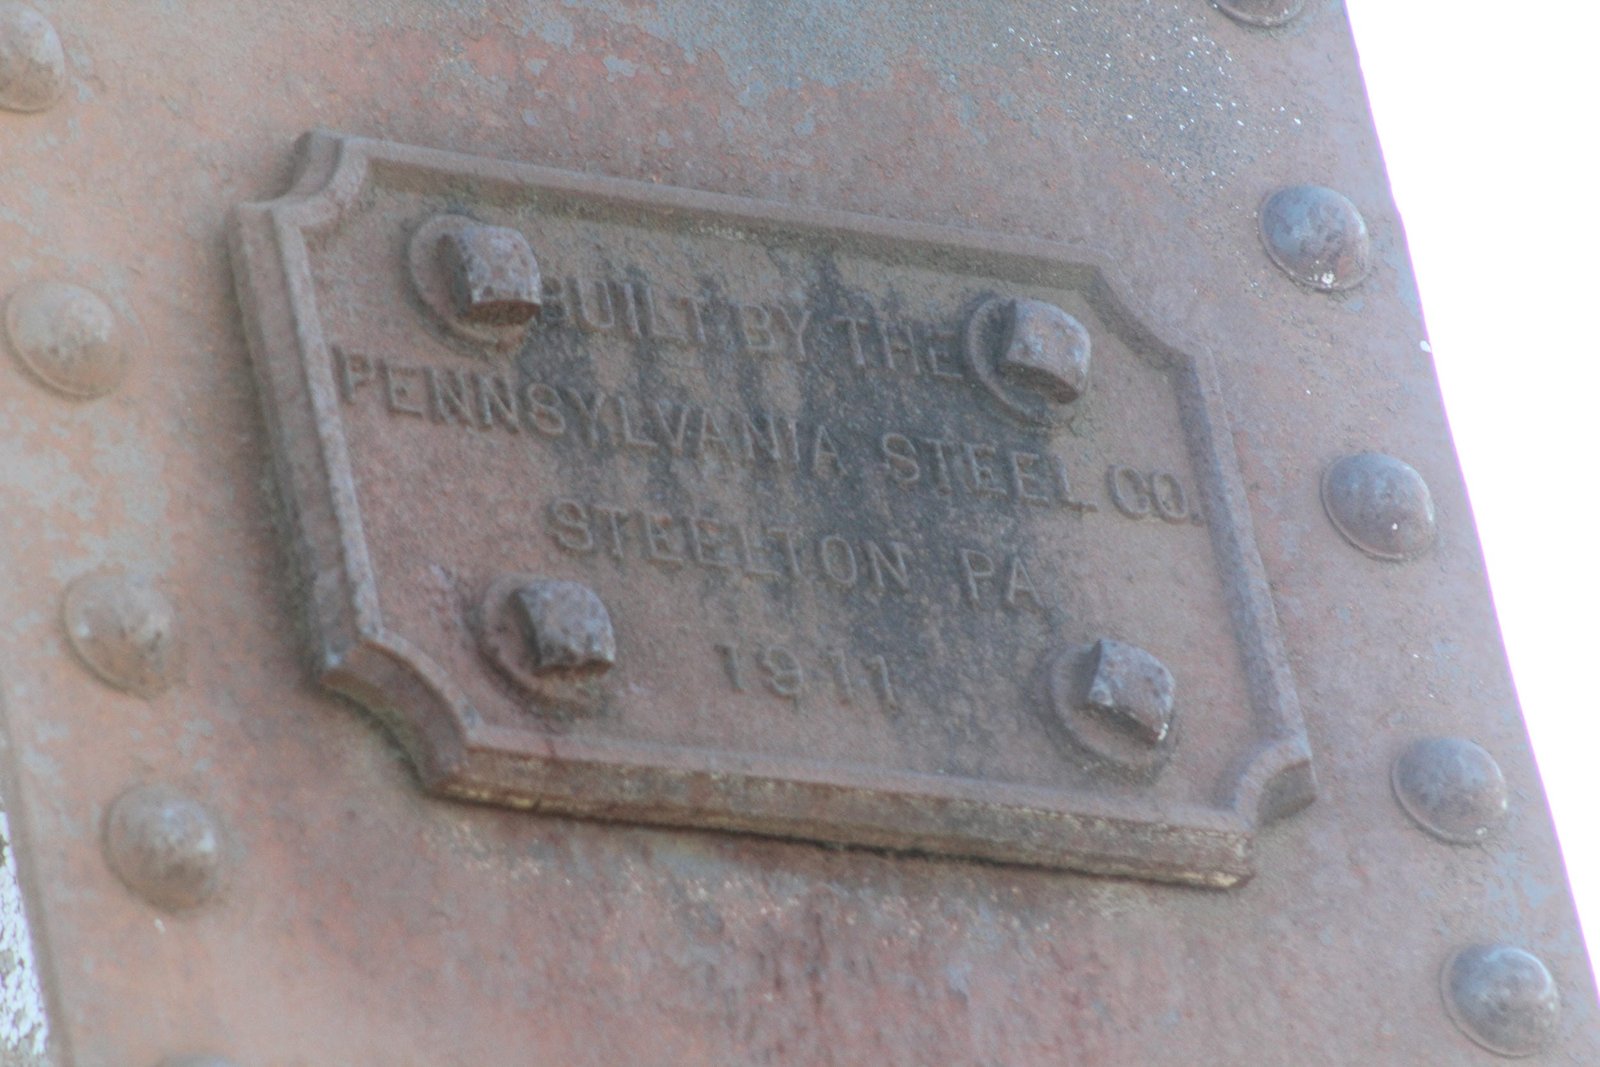 BUILT BY THE
PENNSYLVANIA STEEL CO.
STEELTON PA
1911